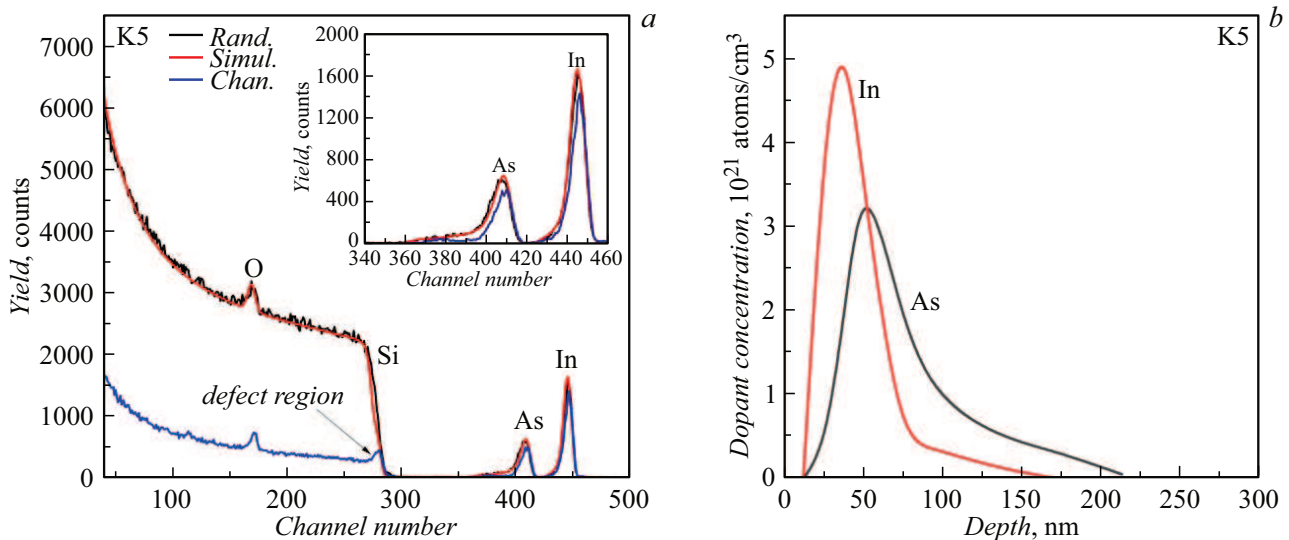 a
K5
Rand.
Simul.
Chan.
Yield, counts
7000
6000
5000
4000
3000
2000
1000
0
100
200
300
400
500
Channel number
O
Si
defect region
As
In
Yield, counts
2000
1600
1200
800
400
0
340
360
380
400
420
440
460
Channel number
As
In
b
K5
Dopant concentration, 10²¹ atoms/cm³
5
4
3
2
1
0
0
50
100
150
200
250
300
Depth, nm
In
As